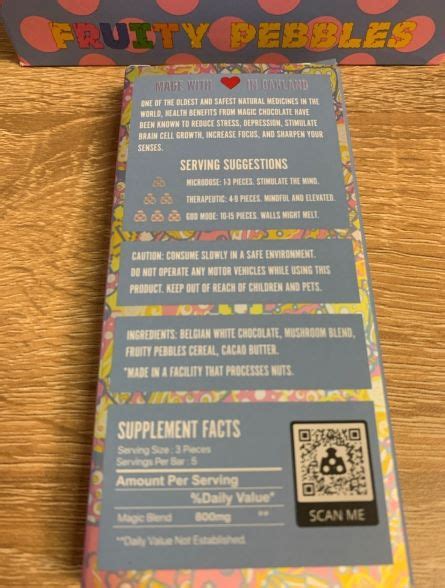 FRUITY PEBBLES
MADE WITH ❤ IN OAKLAND
ONE OF THE OLDEST AND SAFEST NATURAL MEDICINES IN THE
WORLD, HEALTH BENEFITS FROM MAGIC CHOCOLATE HAVE
BEEN KNOWN TO REDUCE STRESS, DEPRESSION, STIMULATE
BRAIN CELL GROWTH, INCREASE FOCUS, AND SHARPEN YOUR
SENSES.
SERVING SUGGESTIONS
MICRODOSE: 1-3 PIECES. STIMULATE THE MIND.
THERAPEUTIC: 4-9 PIECES. MINDFUL AND ELEVATED.
GOD MODE: 10-15 PIECES. WALLS MIGHT MELT.
CAUTION: CONSUME SLOWLY IN A SAFE ENVIRONMENT.
DO NOT OPERATE ANY MOTOR VEHICLES WHILE USING THIS
PRODUCT. KEEP OUT OF REACH OF CHILDREN AND PETS.
INGREDIENTS: BELGIAN WHITE CHOCOLATE, MUSHROOM BLEND,
FRUITY PEBBLES CEREAL, CACAO BUTTER.
*MADE IN A FACILITY THAT PROCESSES NUTS.
SUPPLEMENT FACTS
Serving Size : 3 Pieces
Servings Per Bar : 5
Amount Per Serving
%Daily Value*
Magic Blend 800mg **
**Daily Value Not Established.
SCAN ME